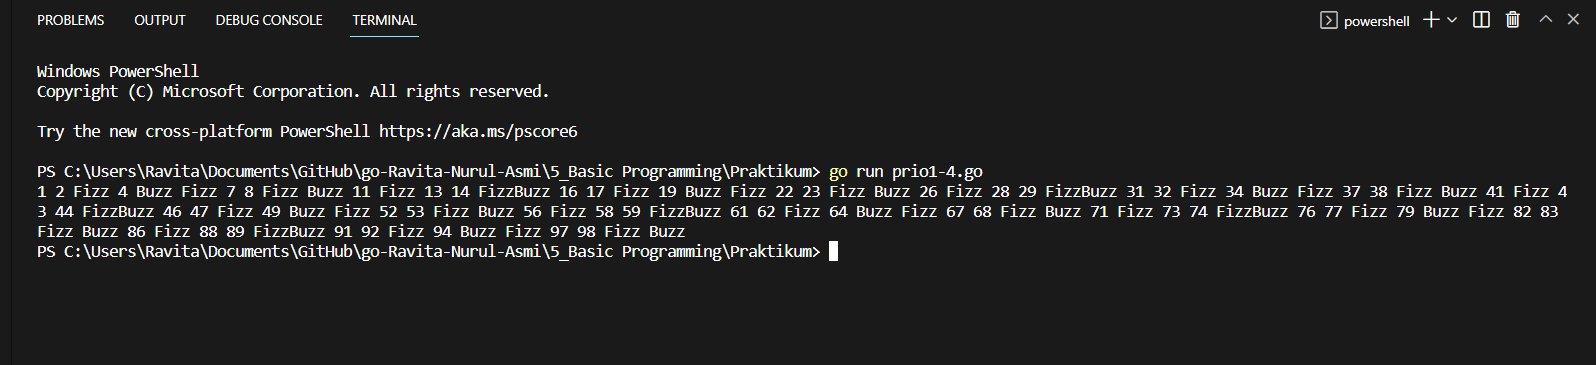 PROBLEMS OUTPUT DEBUG CONSOLE TERMINAL powershell
Windows PowerShell
Copyright (C) Microsoft Corporation. All rights reserved.
Try the new cross-platform PowerShell https://aka.ms/pscore6
PS C:\Users\Ravita\Documents\GitHub\go-Ravita-Nurul-Asmi\5_Basic Programming\Praktikum> go run prio1-4.go
1 2 Fizz 4 Buzz Fizz 7 8 Fizz Buzz 11 Fizz 13 14 FizzBuzz 16 17 Fizz 19 Buzz Fizz 22 23 Fizz Buzz 26 Fizz 28 29 FizzBuzz 31 32 Fizz 34 Buzz Fizz 37 38 Fizz Buzz 41 Fizz 4
3 44 FizzBuzz 46 47 Fizz 49 Buzz Fizz 52 53 Fizz Buzz 56 Fizz 58 59 FizzBuzz 61 62 Fizz 64 Buzz Fizz 67 68 Fizz Buzz 71 Fizz 73 74 FizzBuzz 76 77 Fizz 79 Buzz Fizz 82 83
Fizz Buzz 86 Fizz 88 89 FizzBuzz 91 92 Fizz 94 Buzz Fizz 97 98 Fizz Buzz
PS C:\Users\Ravita\Documents\GitHub\go-Ravita-Nurul-Asmi\5_Basic Programming\Praktikum>